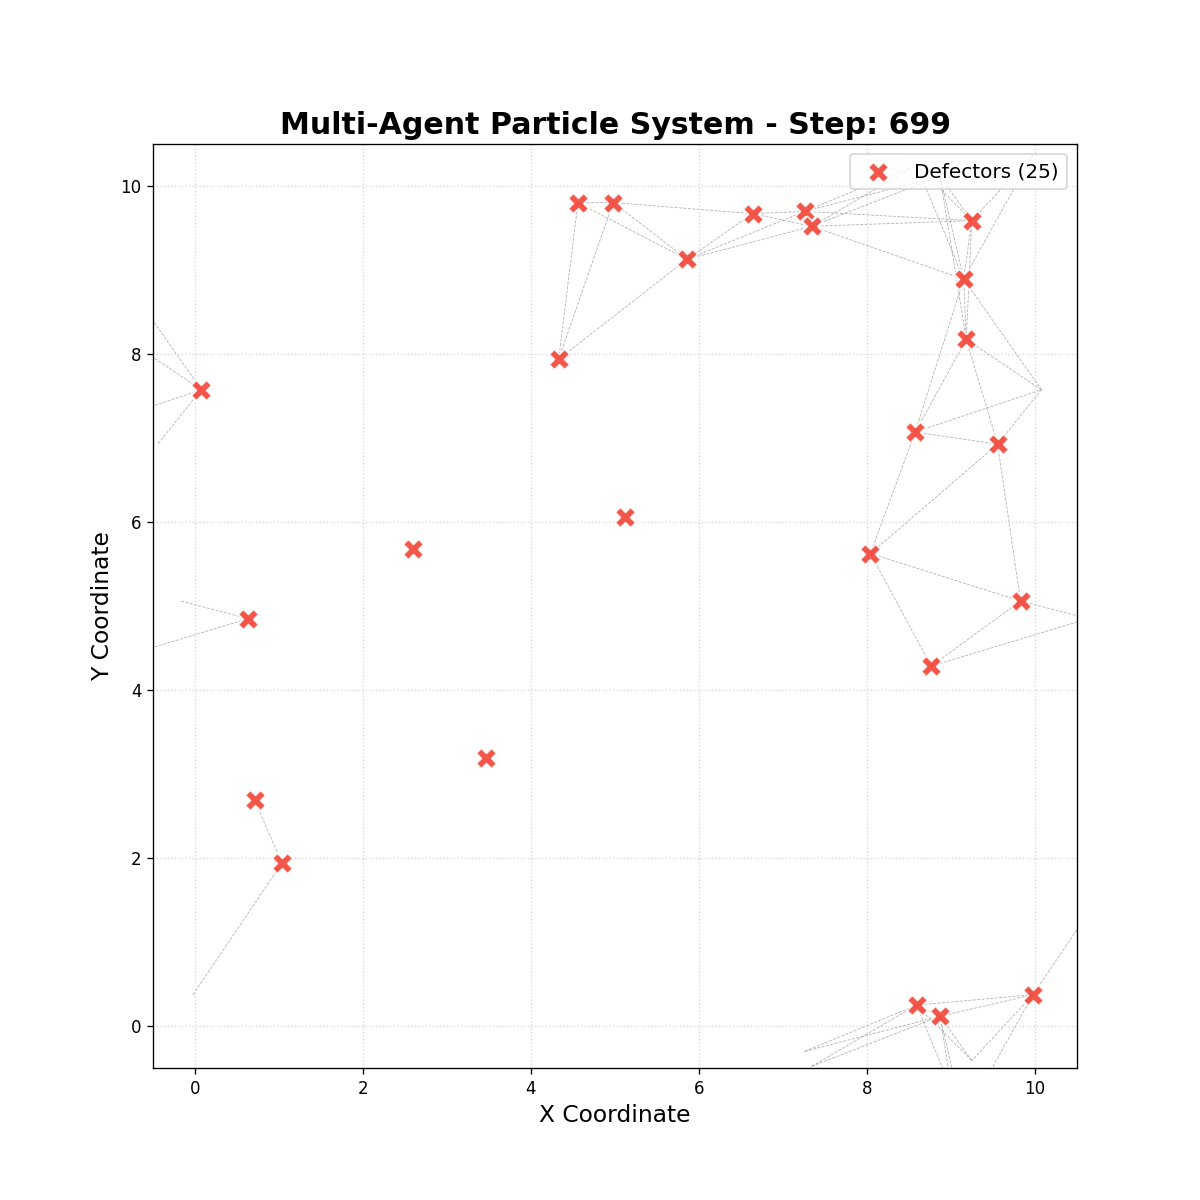 Multi-Agent Particle System - Step: 699
Defectors (25)
10
8
6
4
2
0
Y Coordinate
0 2 4 6 8 10
X Coordinate